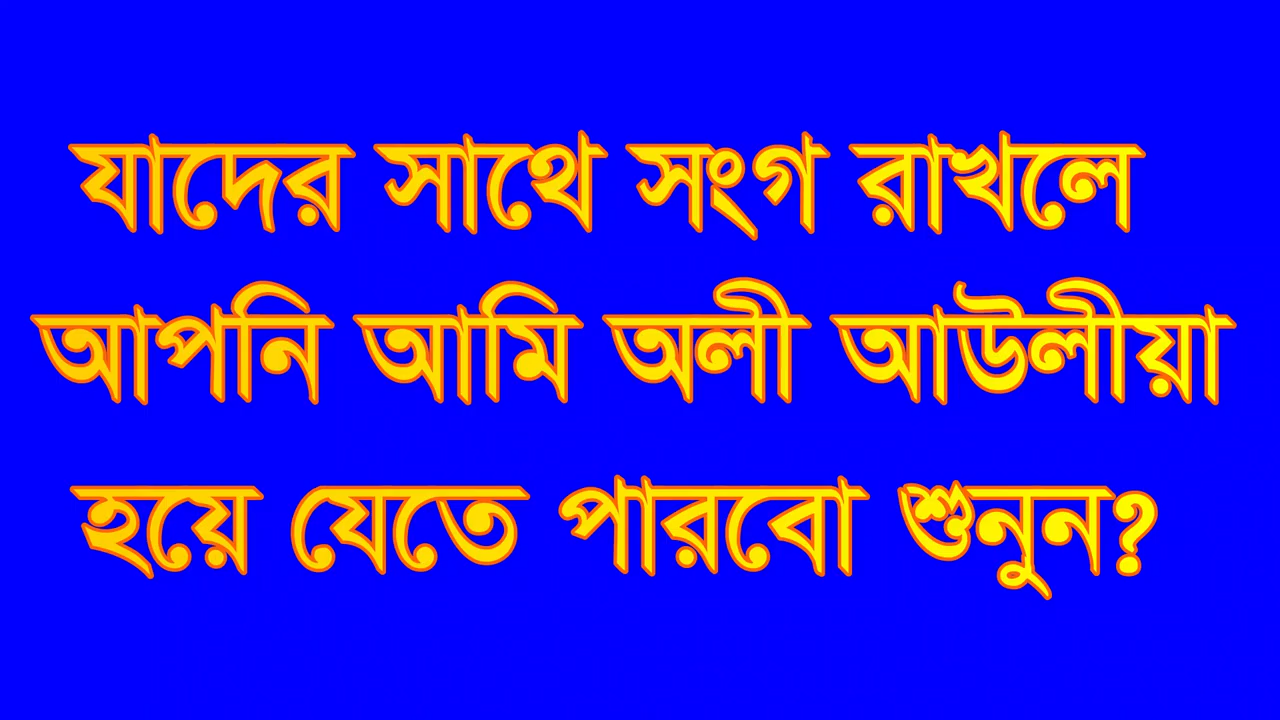 যাদের সাথে সংগ রাখলে
আপনি আমি অলী আউলীয়া
হয়ে যেতে পারবো শুনুন?